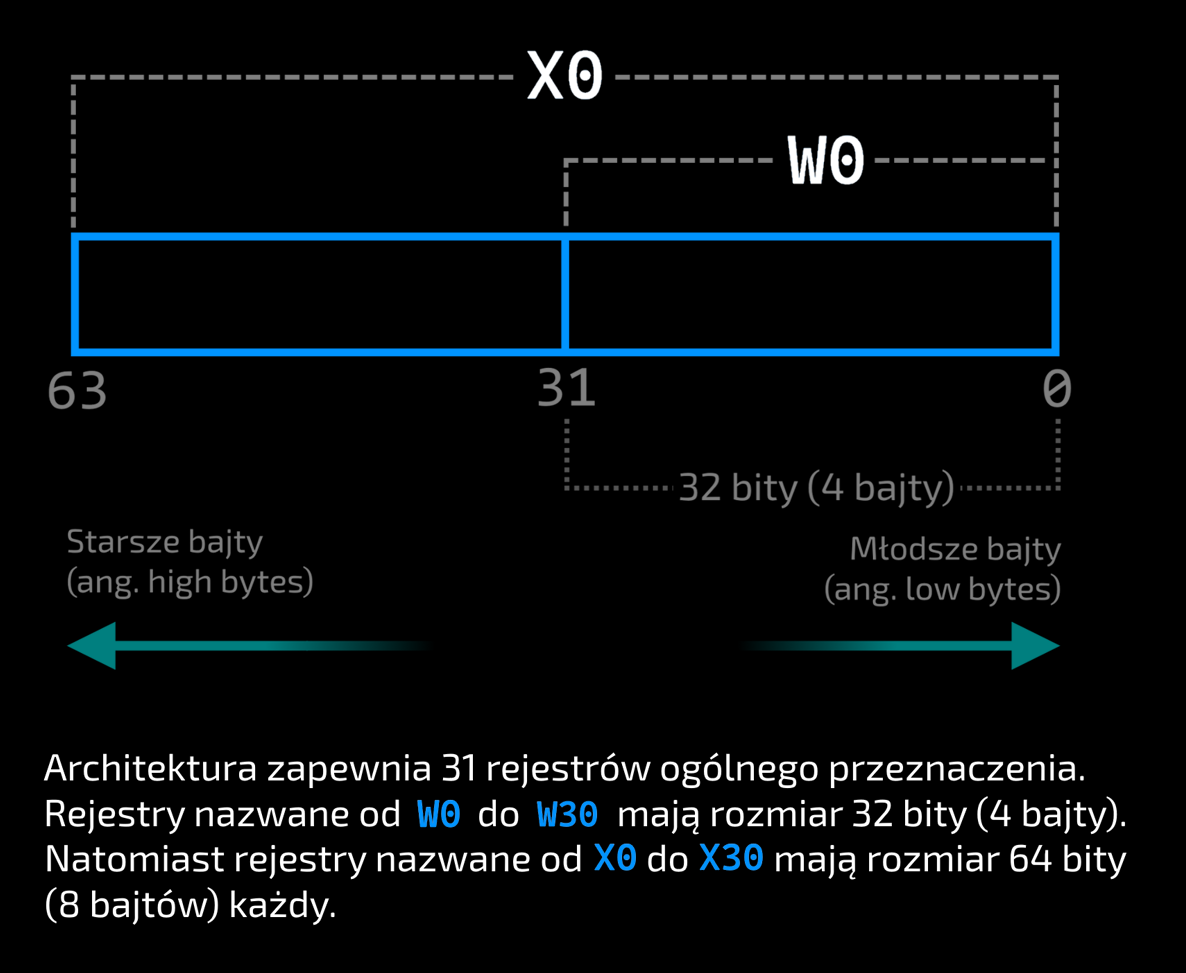 X0
W0
63 31 0
32 bity (4 bajty)
Starsze bajty
(ang. high bytes)
Młodsze bajty
(ang. low bytes)
Architektura zapewnia 31 rejestrów ogólnego przeznaczenia.
Rejestry nazwane od W0 do W30 mają rozmiar 32 bity (4 bajty).
Natomiast rejestry nazwane od X0 do X30 mają rozmiar 64 bity
(8 bajtów) każdy.